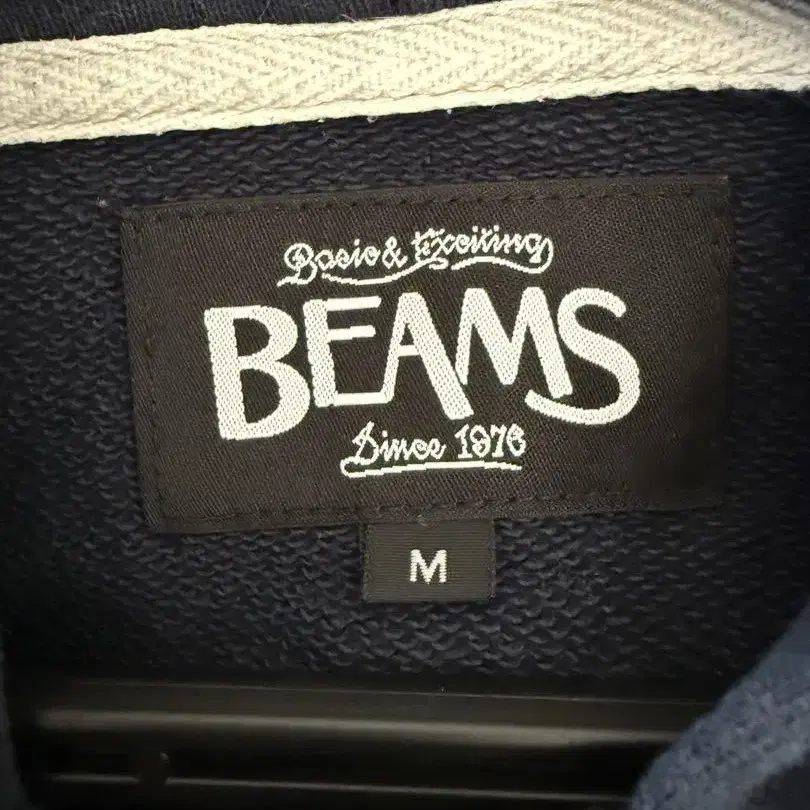 Basic & Exciting
BEAMS
Since 1976
M